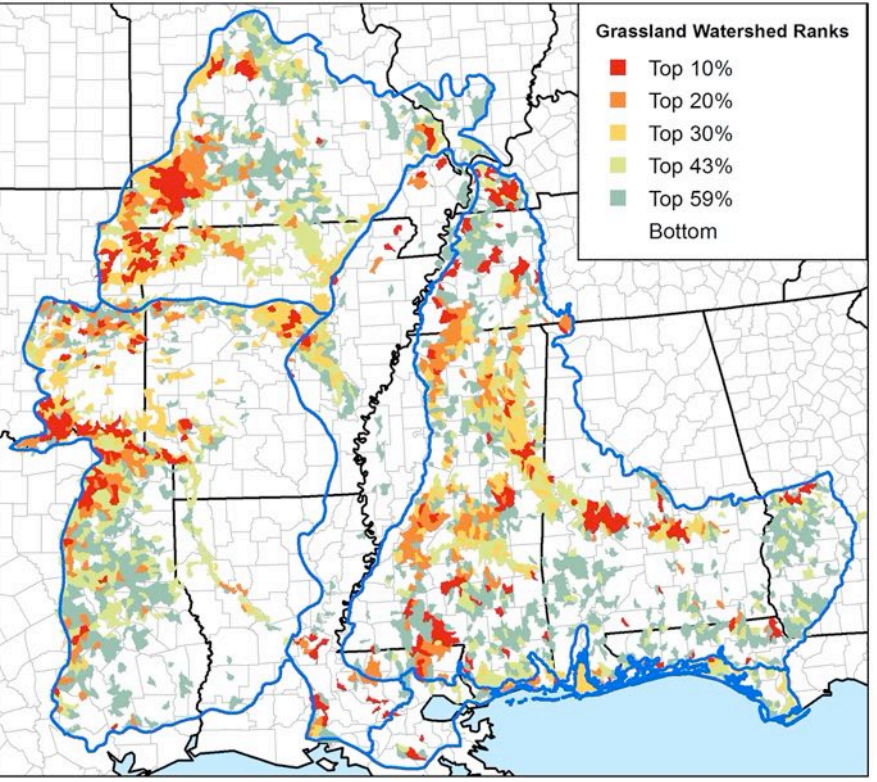 Grassland Watershed Ranks
Top 10%
Top 20%
Top 30%
Top 43%
Top 59%
Bottom